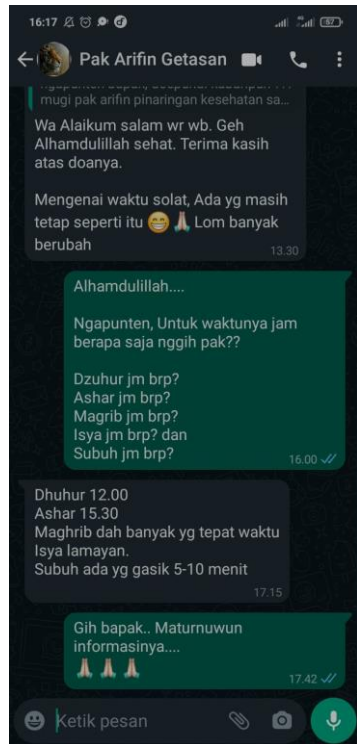 16:17
87
Pak Arifin Getasan
mugi pak arifin pinaringan kesehatan sa...
Wa Alaikum salam wr wb. Geh
Alhamdulillah sehat. Terima kasih
atas doanya.
Mengenai waktu solat, Ada yg masih
tetap seperti itu 😁🙏🏻 Lom banyak
berubah
13.30
Alhamdulillah....
Ngapunten, Untuk waktunya jam
berapa saja nggih pak??
Dzuhur jm brp?
Ashar jm brp?
Magrib jm brp?
Isya jm brp? dan
Subuh jm brp?
16.00
Dhuhur 12.00
Ashar 15.30
Maghrib dah banyak yg tepat waktu
Isya lamayan.
Subuh ada yg gasik 5-10 menit
17.15
Gih bapak.. Maturnuwun
informasinya....
🙏🏻🙏🏻🙏🏻
17.42
Ketik pesan